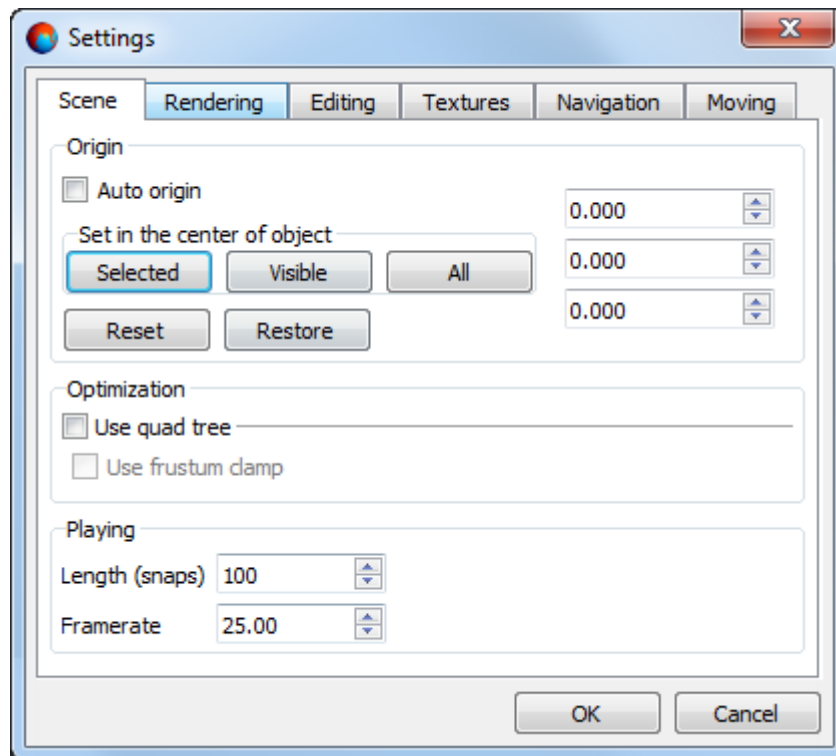 Settings
Scene Rendering Editing Textures Navigation Moving
Origin
Auto origin
0.000
Set in the center of object
Selected Visible All
0.000
Reset Restore
0.000
Optimization
Use quad tree
Use frustum clamp
Playing
Length (snaps) 100
Framerate 25.00
OK Cancel